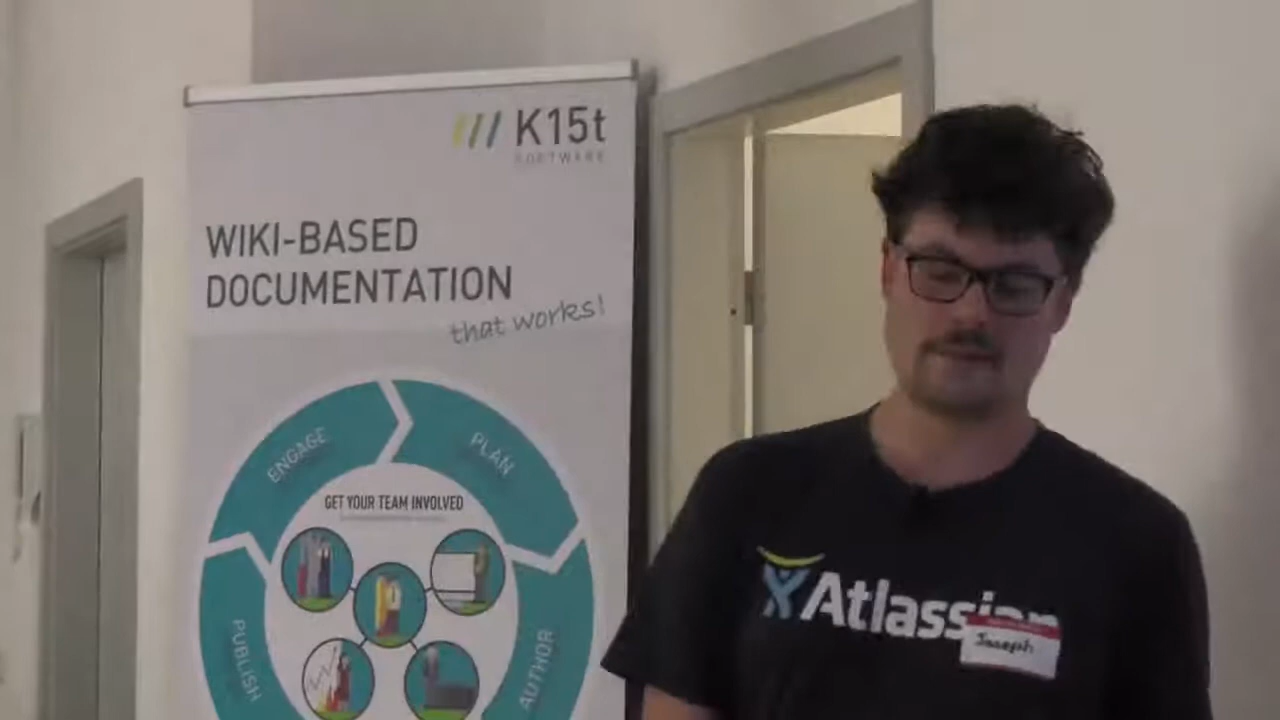 K15t
SOFTWARE
WIKI-BASED
DOCUMENTATION
that works!
ENGAGE
PLAN
GET YOUR TEAM INVOLVED
PUBLISH
AUTHOR
Atlassian
Joseph